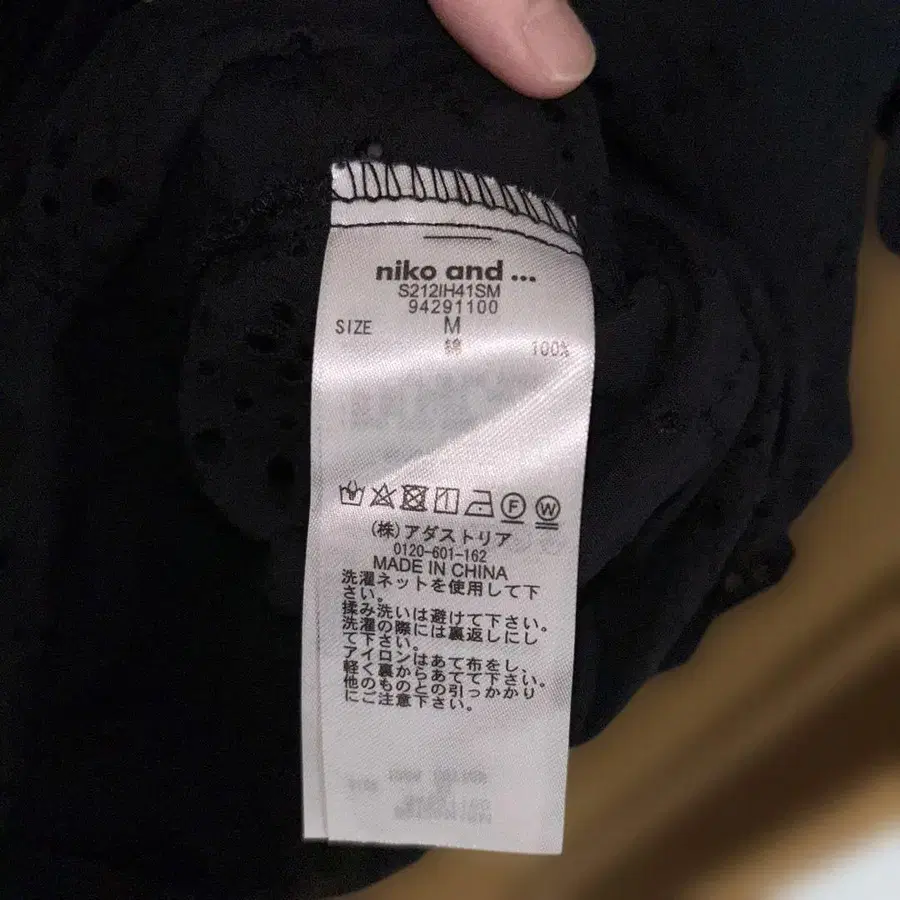 niko and ...
S212IH41SM
94291100
SIZE M
綿 100%
F W
(株)アダストリア
0120-601-162
MADE IN CHINA
洗濯ネットを使用して下
さい。
揉み洗いは避けて下さい。
洗濯の際には裏返しにし
て下さい。
アイロンはあて布をし、
軽く裏からあてて下さい。
他のものとの引っかかり
にご注意下さい。